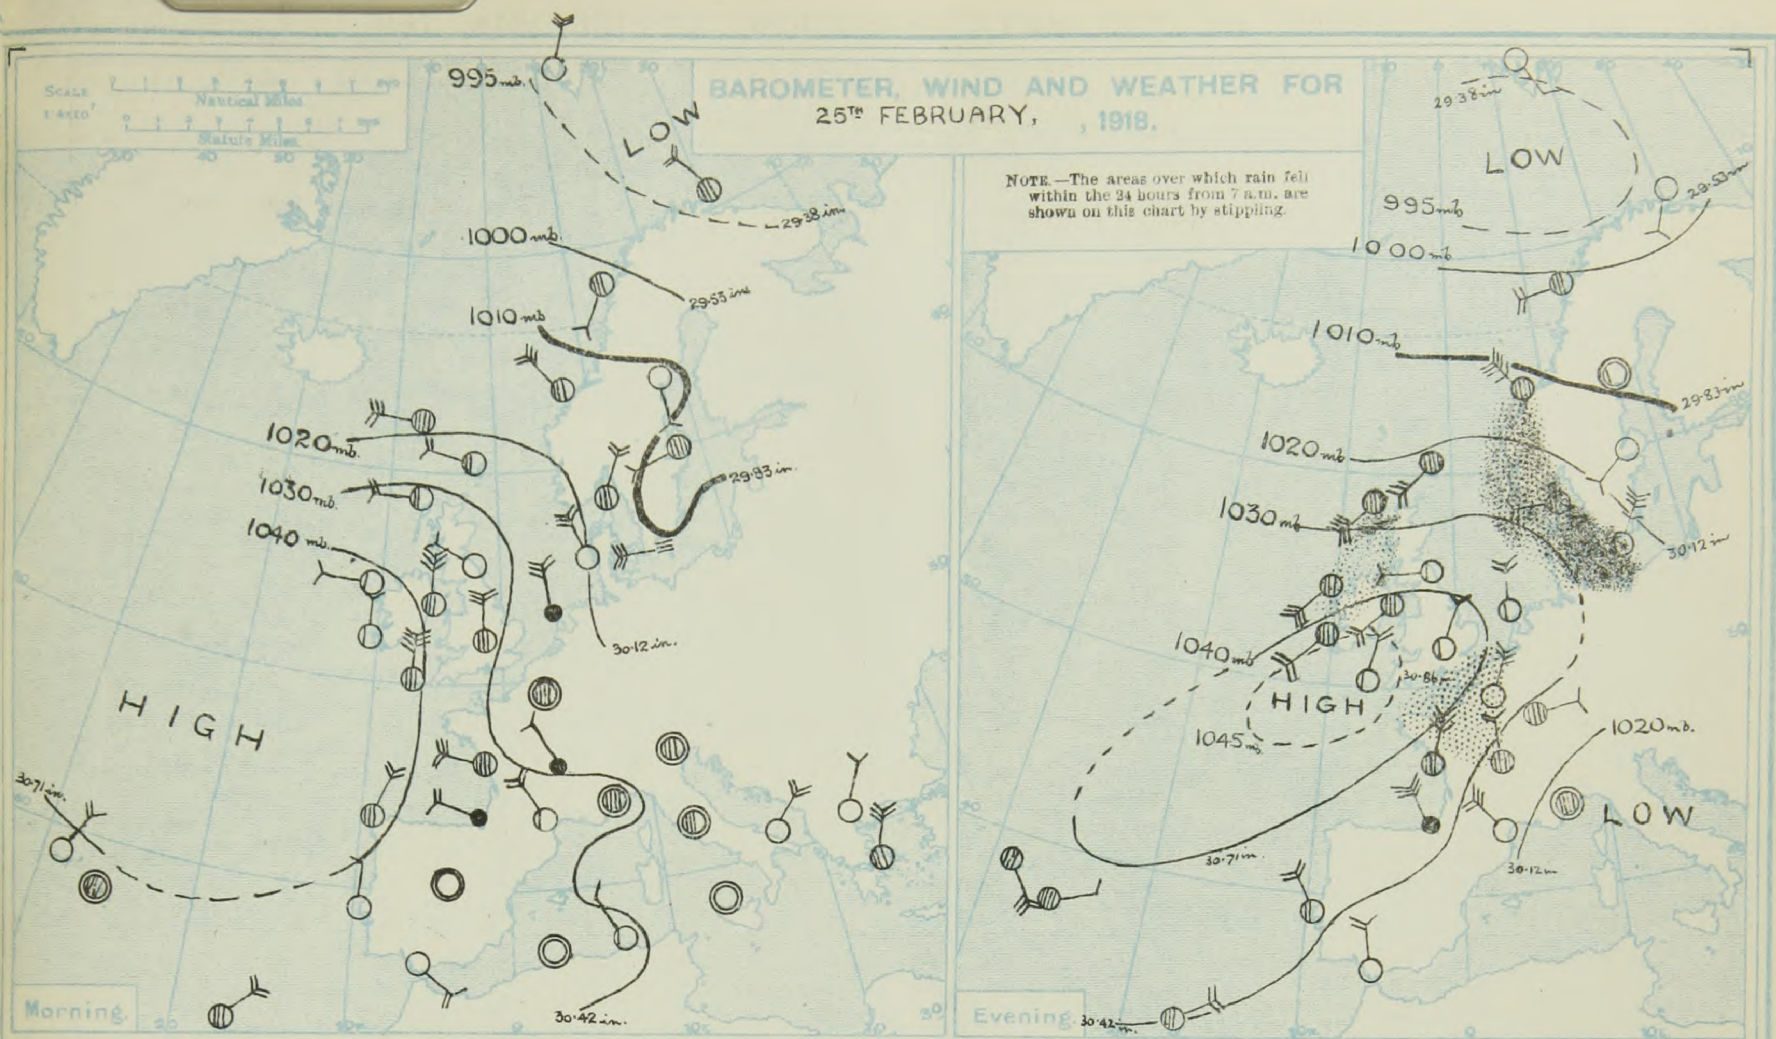 BAROMETER, WIND AND WEATHER FOR
25TH FEBRUARY, , 1918.
SCALE
Nautical Miles
Statute Miles.
NOTE.—The areas over which rain fell
within the 24 hours from 7 a.m. are
shown on this chart by stippling.
995 mb.
LOW
29·38 in.
1000 mb.
29·53 ins
1010 mb
29·83 in.
1020 mb.
30·12 in.
1030 mb.
1040 mb.
HIGH
30·71 in.
30·42 in.
Morning.
29·38 in
LOW
29·53 in
995 mb
1000 mb
1010 mb
29·83 in
1020 mb
1030 mb
30·12 in
1040 mb
30·86
HIGH
1045 m.
1020 mb.
LOW
30·71 in.
30·12 in
Evening.
30·42 in.